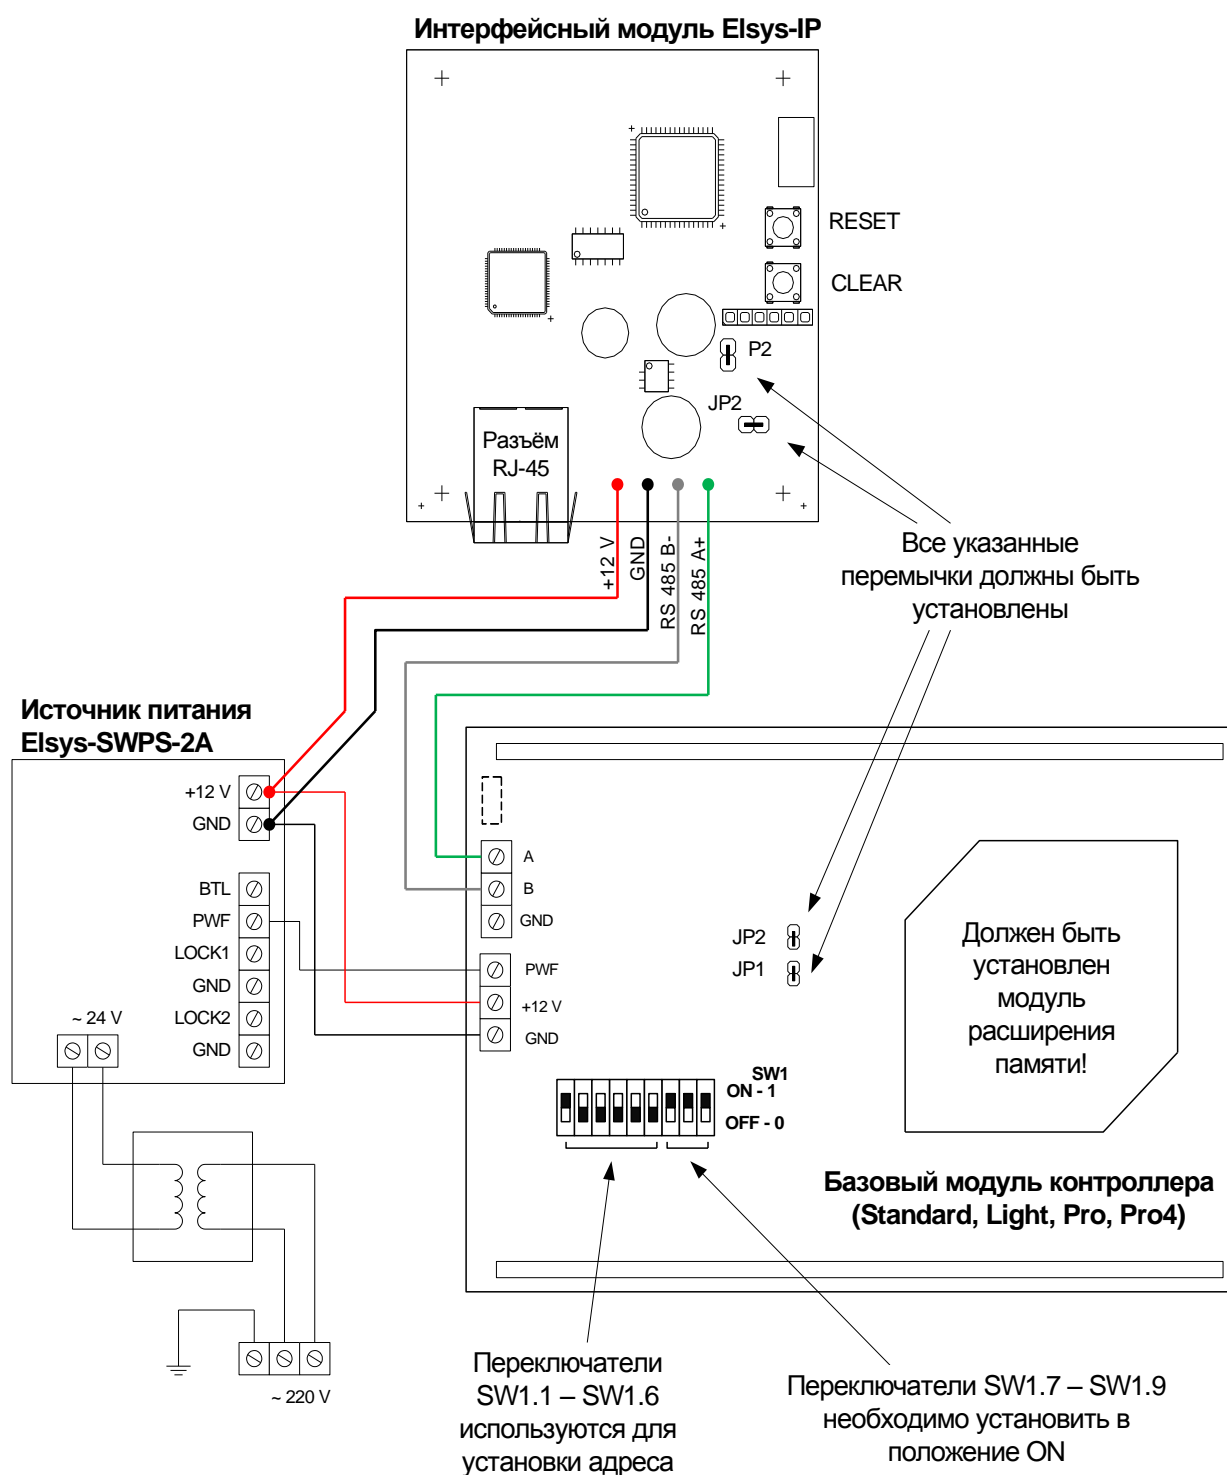 Интерфейсный модуль Elsys-IP
RESET
CLEAR
P2
JP2
Разъём
RJ-45
+12 V
GND
RS 485 B-
RS 485 A+
Все указанные
перемычки должны быть
установлены
Источник питания
Elsys-SWPS-2A
+12 V
GND
BTL
PWF
LOCK1
GND
LOCK2
GND
~ 24 V
~ 220 V
A
B
GND
PWF
+12 V
GND
JP2
JP1
Должен быть
установлен
модуль
расширения
памяти!
SW1
ON - 1
OFF - 0
Базовый модуль контроллера
(Standard, Light, Pro, Pro4)
Переключатели
SW1.1 – SW1.6
используются для
установки адреса
Переключатели SW1.7 – SW1.9
необходимо установить в
положение ON